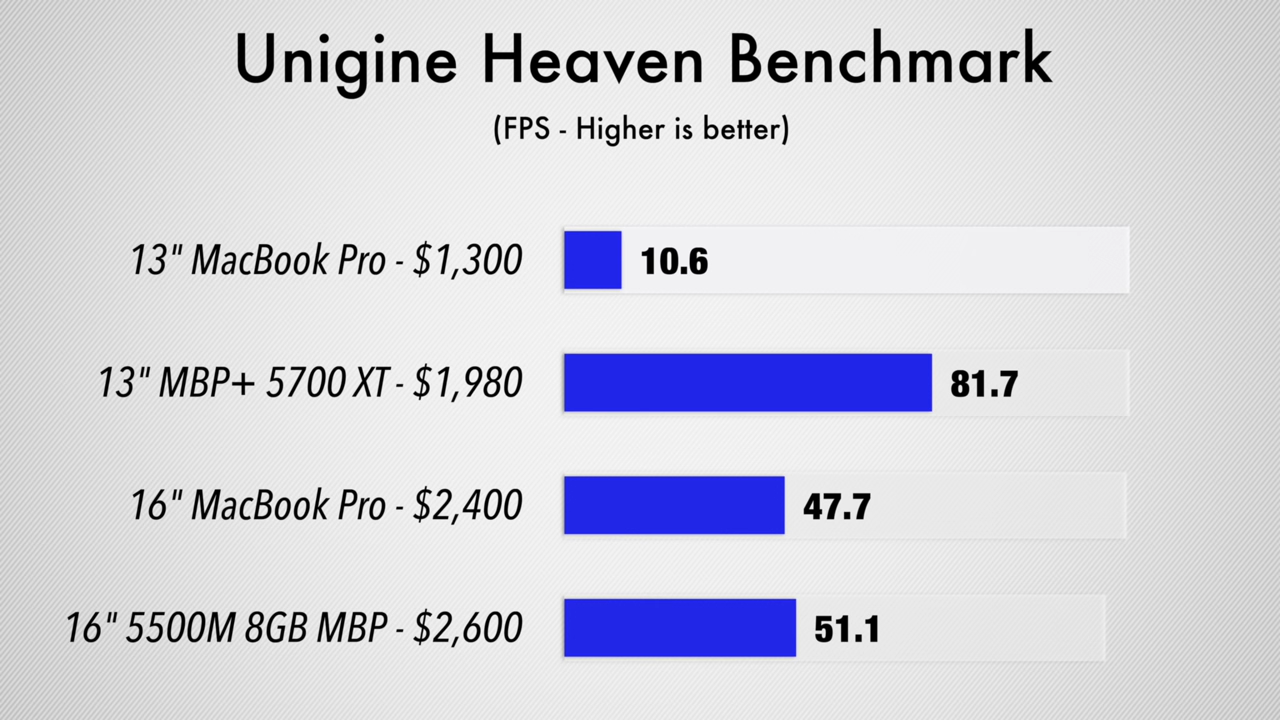 Unigine Heaven Benchmark
(FPS - Higher is better)
13" MacBook Pro - $1,300 10.6
13" MBP+ 5700 XT - $1,980 81.7
16" MacBook Pro - $2,400 47.7
16" 5500M 8GB MBP - $2,600 51.1